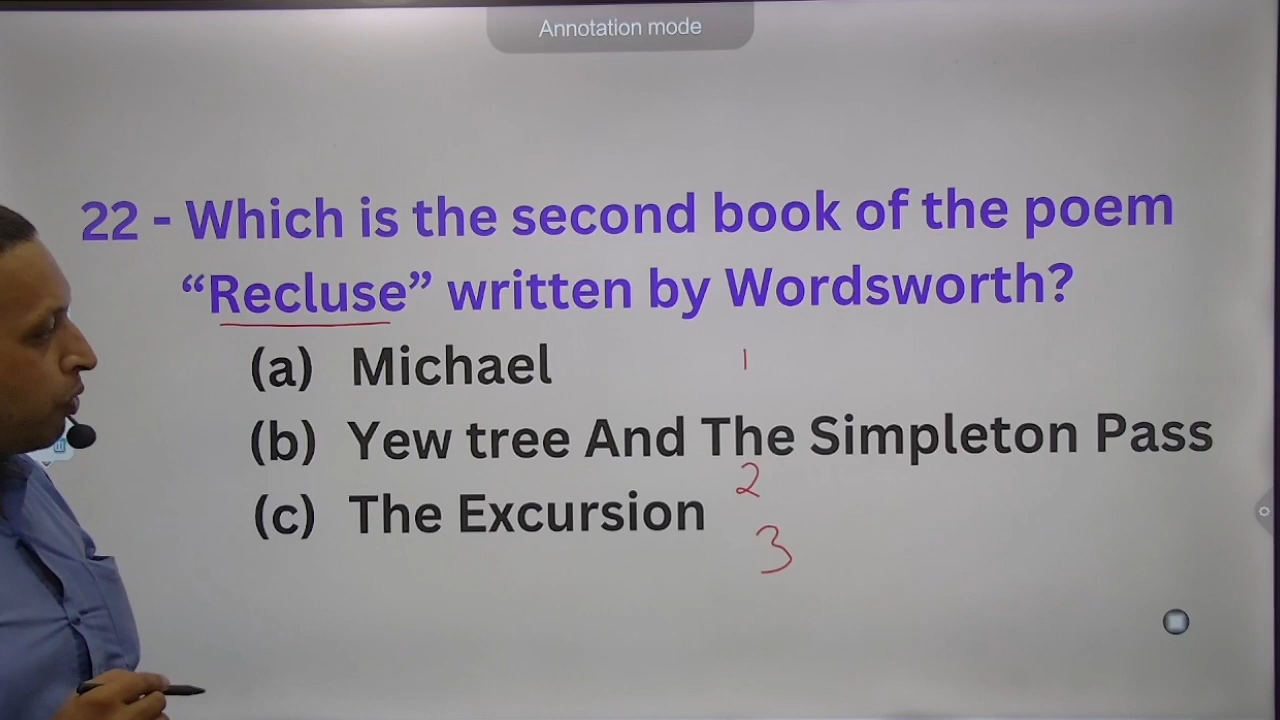 Annotation mode
22 - Which is the second book of the poem
“Recluse” written by Wordsworth?
(a) Michael 1
(b) Yew tree And The Simpleton Pass
2
(c) The Excursion
3